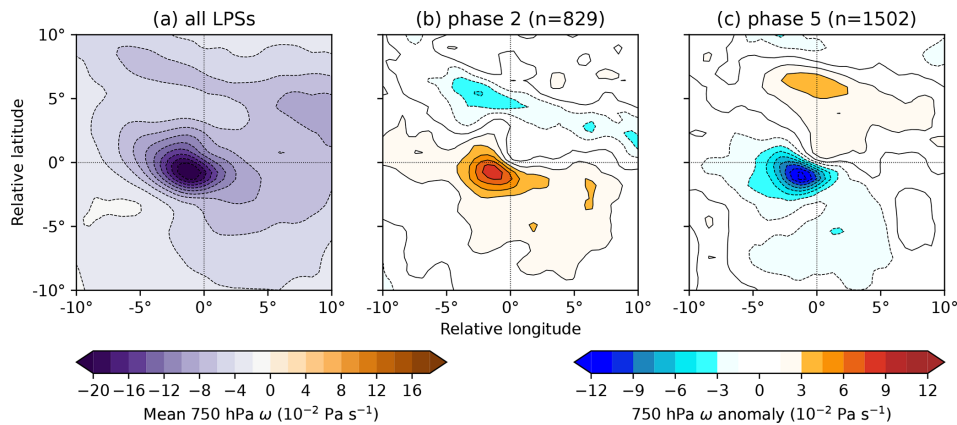 (a) all LPSs
(b) phase 2 (n=829)
(c) phase 5 (n=1502)
Relative latitude
10°
5°
0°
-5°
-10°
-10° -5° 0° 5° 10°
-10° -5° 0° 5° 10°
-10° -5° 0° 5° 10°
Relative longitude
−20 −16 −12 −8 −4 0 4 8 12 16
Mean 750 hPa ω (10⁻² Pa s⁻¹)
−12 −9 −6 −3 0 3 6 9 12
750 hPa ω anomaly (10⁻² Pa s⁻¹)